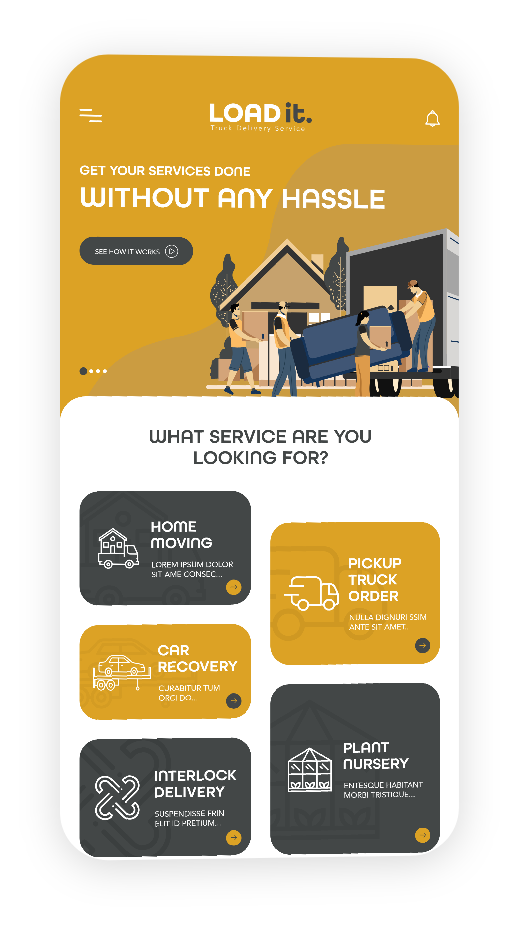 LOAD it.
Truck Delivery Service
GET YOUR SERVICES DONE
WITHOUT ANY HASSLE
SEE HOW IT WORKS
WHAT SERVICE ARE YOU
LOOKING FOR?
HOME
MOVING
LOREM IPSUM DOLOR
SIT AME CONSEC...
PICKUP
TRUCK
ORDER
NULLA DIGNURISSIM
ANTE SIT AMET..
CAR
RECOVERY
CURABITUR TUM
ORCI DO..
PLANT
NURSERY
ENTESQUE HABITANT
MORBI TRISTIQUE...
INTERLOCK
DELIVERY
SUSPENDISSE FRIN
ELIT ID PRETIUM.